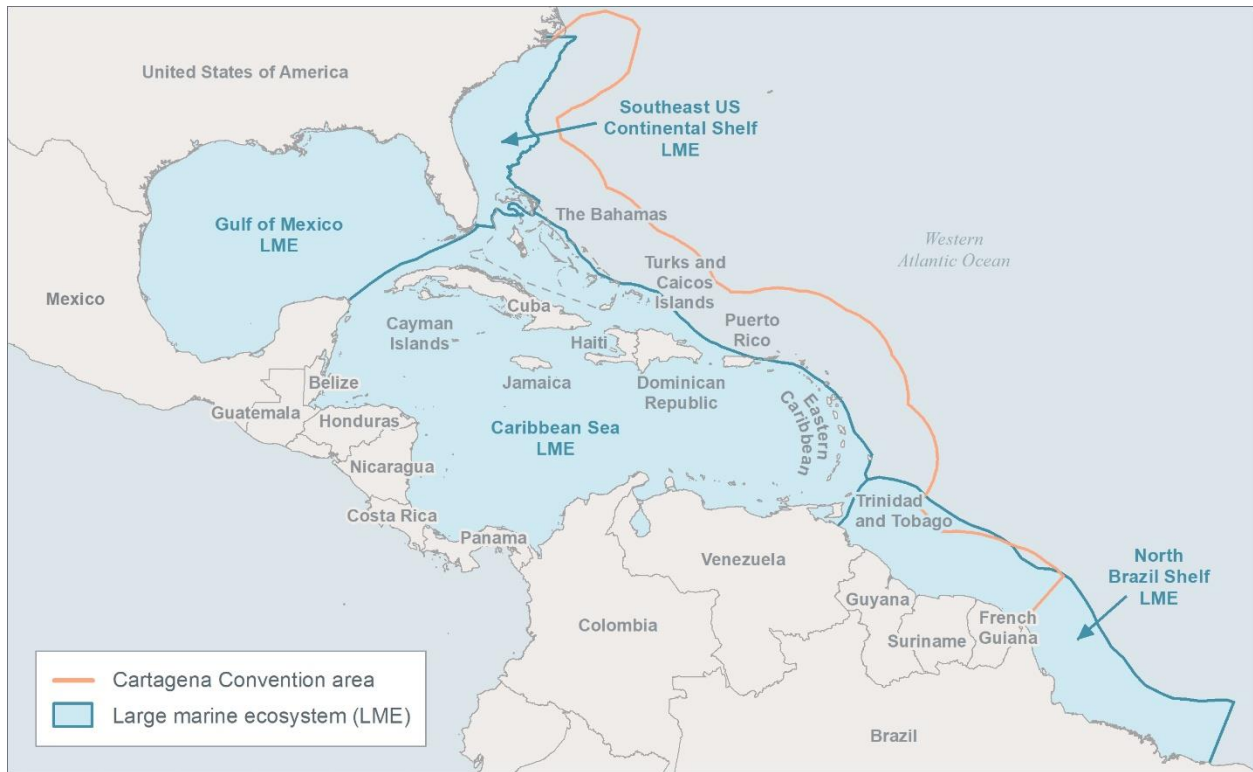 United States of America
Southeast US
Continental Shelf
LME
Gulf of Mexico
LME
The Bahamas
Western
Atlantic Ocean
Turks and
Caicos
Islands
Mexico
Cuba
Cayman
Islands
Haiti
Puerto
Rico
Jamaica
Dominican
Republic
Belize
Guatemala
Honduras
Caribbean Sea
LME
Eastern
Caribbean
Nicaragua
Costa Rica
Panama
Trinidad
and Tobago
Venezuela
North
Brazil Shelf
LME
Guyana
Colombia
Suriname
French
Guiana
Brazil
Cartagena Convention area
Large marine ecosystem (LME)